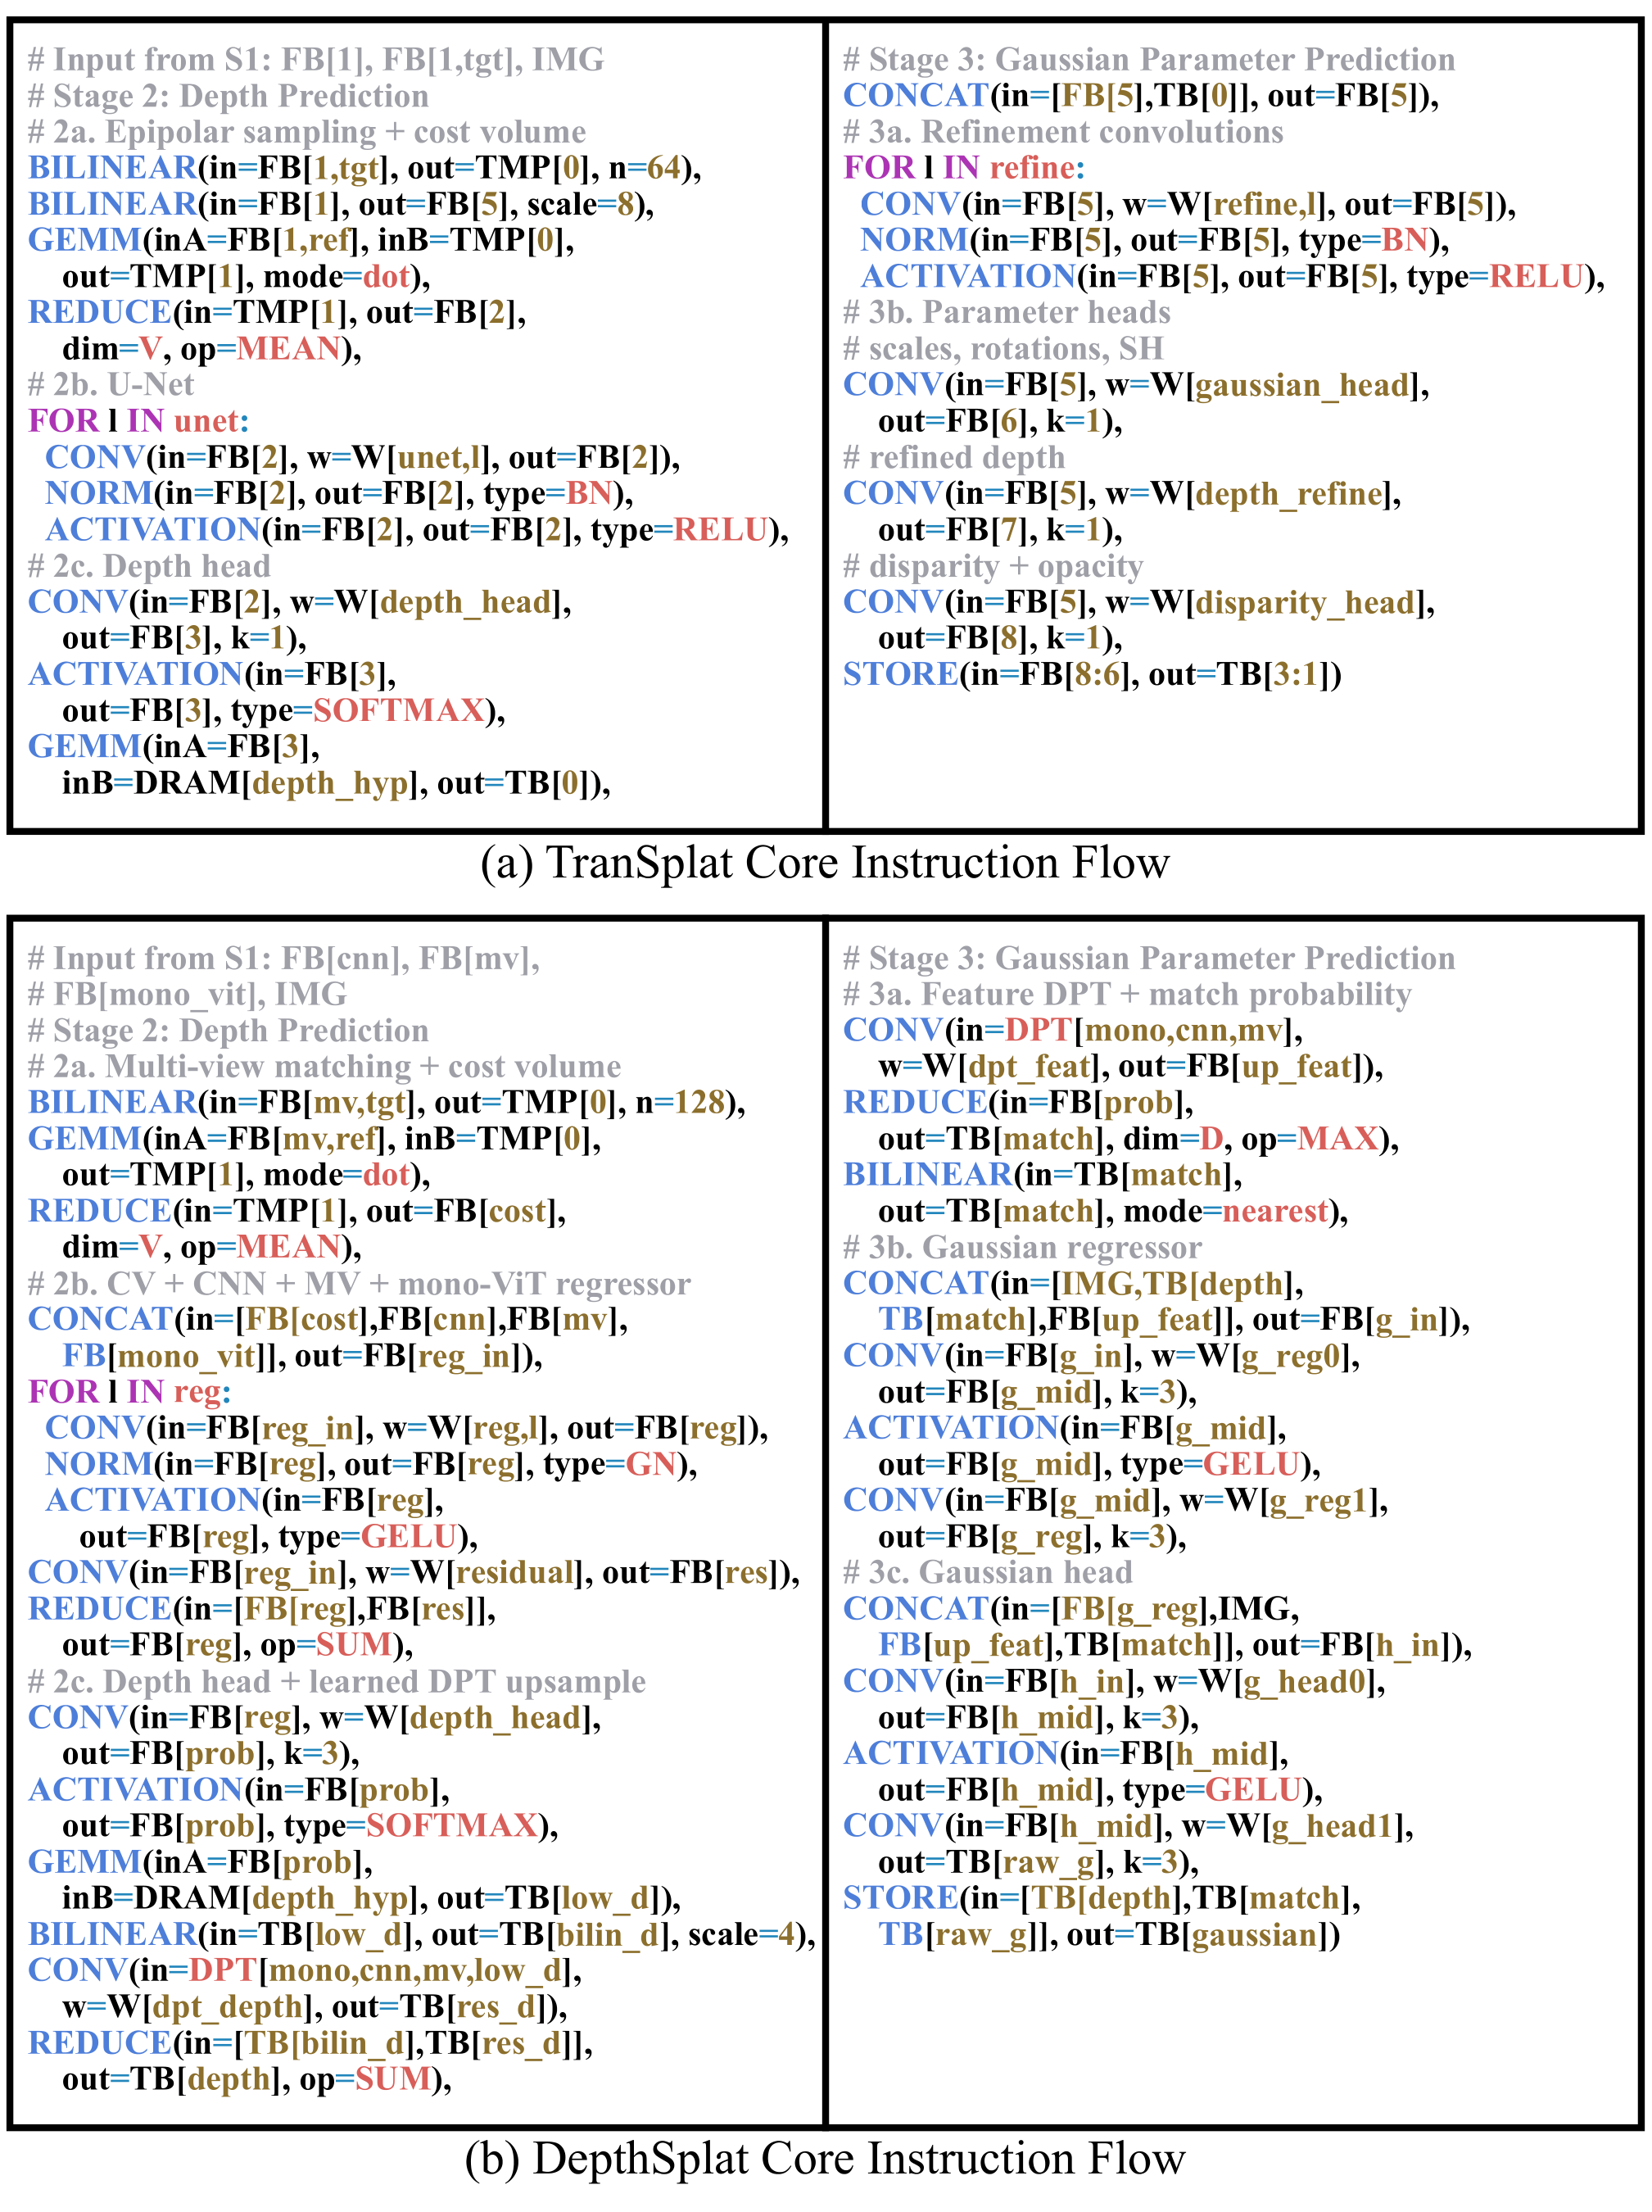 # Input from S1: FB[1], FB[1,tgt], IMG
# Stage 2: Depth Prediction
# 2a. Epipolar sampling + cost volume
BILINEAR(in=FB[1,tgt], out=TMP[0], n=64),
BILINEAR(in=FB[1], out=FB[5], scale=8),
GEMM(inA=FB[1,ref], inB=TMP[0],
out=TMP[1], mode=dot),
REDUCE(in=TMP[1], out=FB[2],
dim=V, op=MEAN),
# 2b. U-Net
FOR l IN unet:
CONV(in=FB[2], w=W[unet,l], out=FB[2]),
NORM(in=FB[2], out=FB[2], type=BN),
ACTIVATION(in=FB[2], out=FB[2], type=RELU),
# 2c. Depth head
CONV(in=FB[2], w=W[depth_head],
out=FB[3], k=1),
ACTIVATION(in=FB[3],
out=FB[3], type=SOFTMAX),
GEMM(inA=FB[3],
inB=DRAM[depth_hyp], out=TB[0]),
# Stage 3: Gaussian Parameter Prediction
CONCAT(in=[FB[5],TB[0]], out=FB[5]),
# 3a. Refinement convolutions
FOR l IN refine:
CONV(in=FB[5], w=W[refine,l], out=FB[5]),
NORM(in=FB[5], out=FB[5], type=BN),
ACTIVATION(in=FB[5], out=FB[5], type=RELU),
# 3b. Parameter heads
# scales, rotations, SH
CONV(in=FB[5], w=W[gaussian_head],
out=FB[6], k=1),
# refined depth
CONV(in=FB[5], w=W[depth_refine],
out=FB[7], k=1),
# disparity + opacity
CONV(in=FB[5], w=W[disparity_head],
out=FB[8], k=1),
STORE(in=FB[8:6], out=TB[3:1])
(a) TranSplat Core Instruction Flow
# Input from S1: FB[cnn], FB[mv],
# FB[mono_vit], IMG
# Stage 2: Depth Prediction
# 2a. Multi-view matching + cost volume
BILINEAR(in=FB[mv,tgt], out=TMP[0], n=128),
GEMM(inA=FB[mv,ref], inB=TMP[0],
out=TMP[1], mode=dot),
REDUCE(in=TMP[1], out=FB[cost],
dim=V, op=MEAN),
# 2b. CV + CNN + MV + mono-ViT regressor
CONCAT(in=[FB[cost],FB[cnn],FB[mv],
FB[mono_vit]], out=FB[reg_in]),
FOR l IN reg:
CONV(in=FB[reg_in], w=W[reg,l], out=FB[reg]),
NORM(in=FB[reg], out=FB[reg], type=GN),
ACTIVATION(in=FB[reg],
out=FB[reg], type=GELU),
CONV(in=FB[reg_in], w=W[residual], out=FB[res]),
REDUCE(in=[FB[reg],FB[res]],
out=FB[reg], op=SUM),
# 2c. Depth head + learned DPT upsample
CONV(in=FB[reg], w=W[depth_head],
out=FB[prob], k=3),
ACTIVATION(in=FB[prob],
out=FB[prob], type=SOFTMAX),
GEMM(inA=FB[prob],
inB=DRAM[depth_hyp], out=TB[low_d]),
BILINEAR(in=TB[low_d], out=TB[bilin_d], scale=4),
CONV(in=DPT[mono,cnn,mv,low_d],
w=W[dpt_depth], out=TB[res_d]),
REDUCE(in=[TB[bilin_d],TB[res_d]],
out=TB[depth], op=SUM),
# Stage 3: Gaussian Parameter Prediction
# 3a. Feature DPT + match probability
CONV(in=DPT[mono,cnn,mv],
w=W[dpt_feat], out=FB[up_feat]),
REDUCE(in=FB[prob],
out=TB[match], dim=D, op=MAX),
BILINEAR(in=TB[match],
out=TB[match], mode=nearest),
# 3b. Gaussian regressor
CONCAT(in=[IMG,TB[depth],
TB[match],FB[up_feat]], out=FB[g_in]),
CONV(in=FB[g_in], w=W[g_reg0],
out=FB[g_mid], k=3),
ACTIVATION(in=FB[g_mid],
out=FB[g_mid], type=GELU),
CONV(in=FB[g_mid], w=W[g_reg1],
out=FB[g_reg], k=3),
# 3c. Gaussian head
CONCAT(in=[FB[g_reg],IMG,
FB[up_feat],TB[match]], out=FB[h_in]),
CONV(in=FB[h_in], w=W[g_head0],
out=FB[h_mid], k=3),
ACTIVATION(in=FB[h_mid],
out=FB[h_mid], type=GELU),
CONV(in=FB[h_mid], w=W[g_head1],
out=TB[raw_g], k=3),
STORE(in=[TB[depth],TB[match],
TB[raw_g]], out=TB[gaussian])
(b) DepthSplat Core Instruction Flow